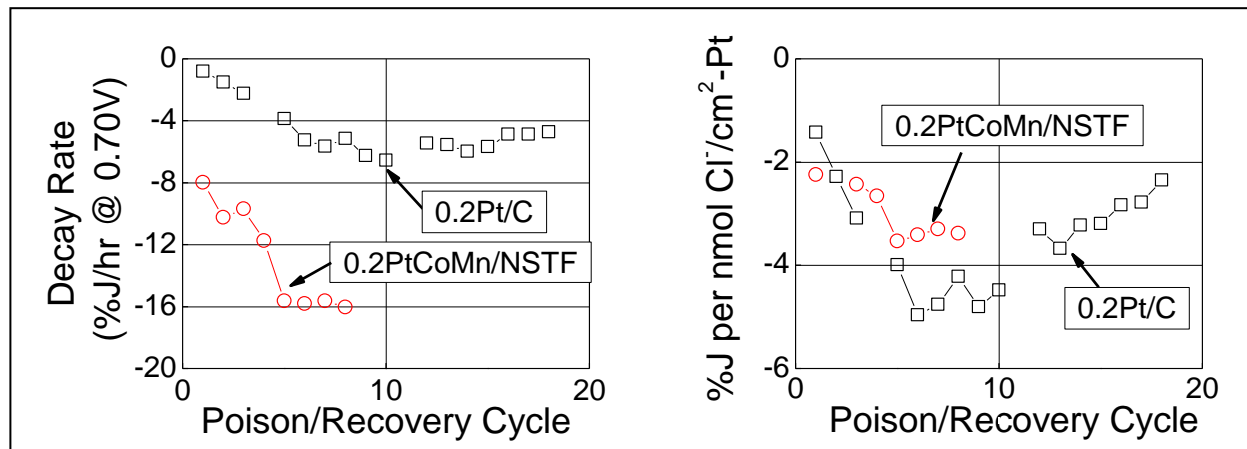 Decay Rate
(%J/hr @ 0.70V)
0
-4
-8
-12
-16
-20
0.2Pt/C
0.2PtCoMn/NSTF
0 10 20
Poison/Recovery Cycle
%J per nmol Cl⁻/cm²-Pt
0
-2
-4
-6
0.2PtCoMn/NSTF
0.2Pt/C
0 10 20
Poison/Recovery Cycle